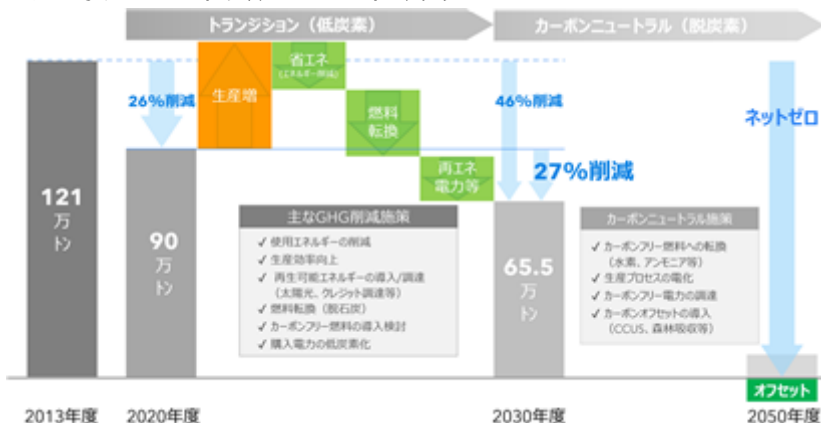 トランジション（低炭素）
カーボンニュートラル（脱炭素）
26%削減
生産増
省エネ
(エネルギー削減)
燃料
転換
再エネ
電力等
46%削減
27%削減
ネットゼロ
121
万
トン
90
万
トン
主なGHG削減施策
✓ 使用エネルギーの削減
✓ 生産効率向上
✓ 再生可能エネルギーの導入/調達
（太陽光、クレジット調達等）
✓ 燃料転換（脱石炭）
✓ カーボンフリー燃料の導入検討
✓ 購入電力の低炭素化
65.5
万
トン
カーボンニュートラル施策
✓ カーボンフリー燃料への転換
（水素、アンモニア等）
✓ 生産プロセスの電化
✓ カーボンフリー電力の調達
✓ カーボンオフセットの導入
（CCUS、森林吸収等）
オフセット
2013年度
2020年度
2030年度
2050年度